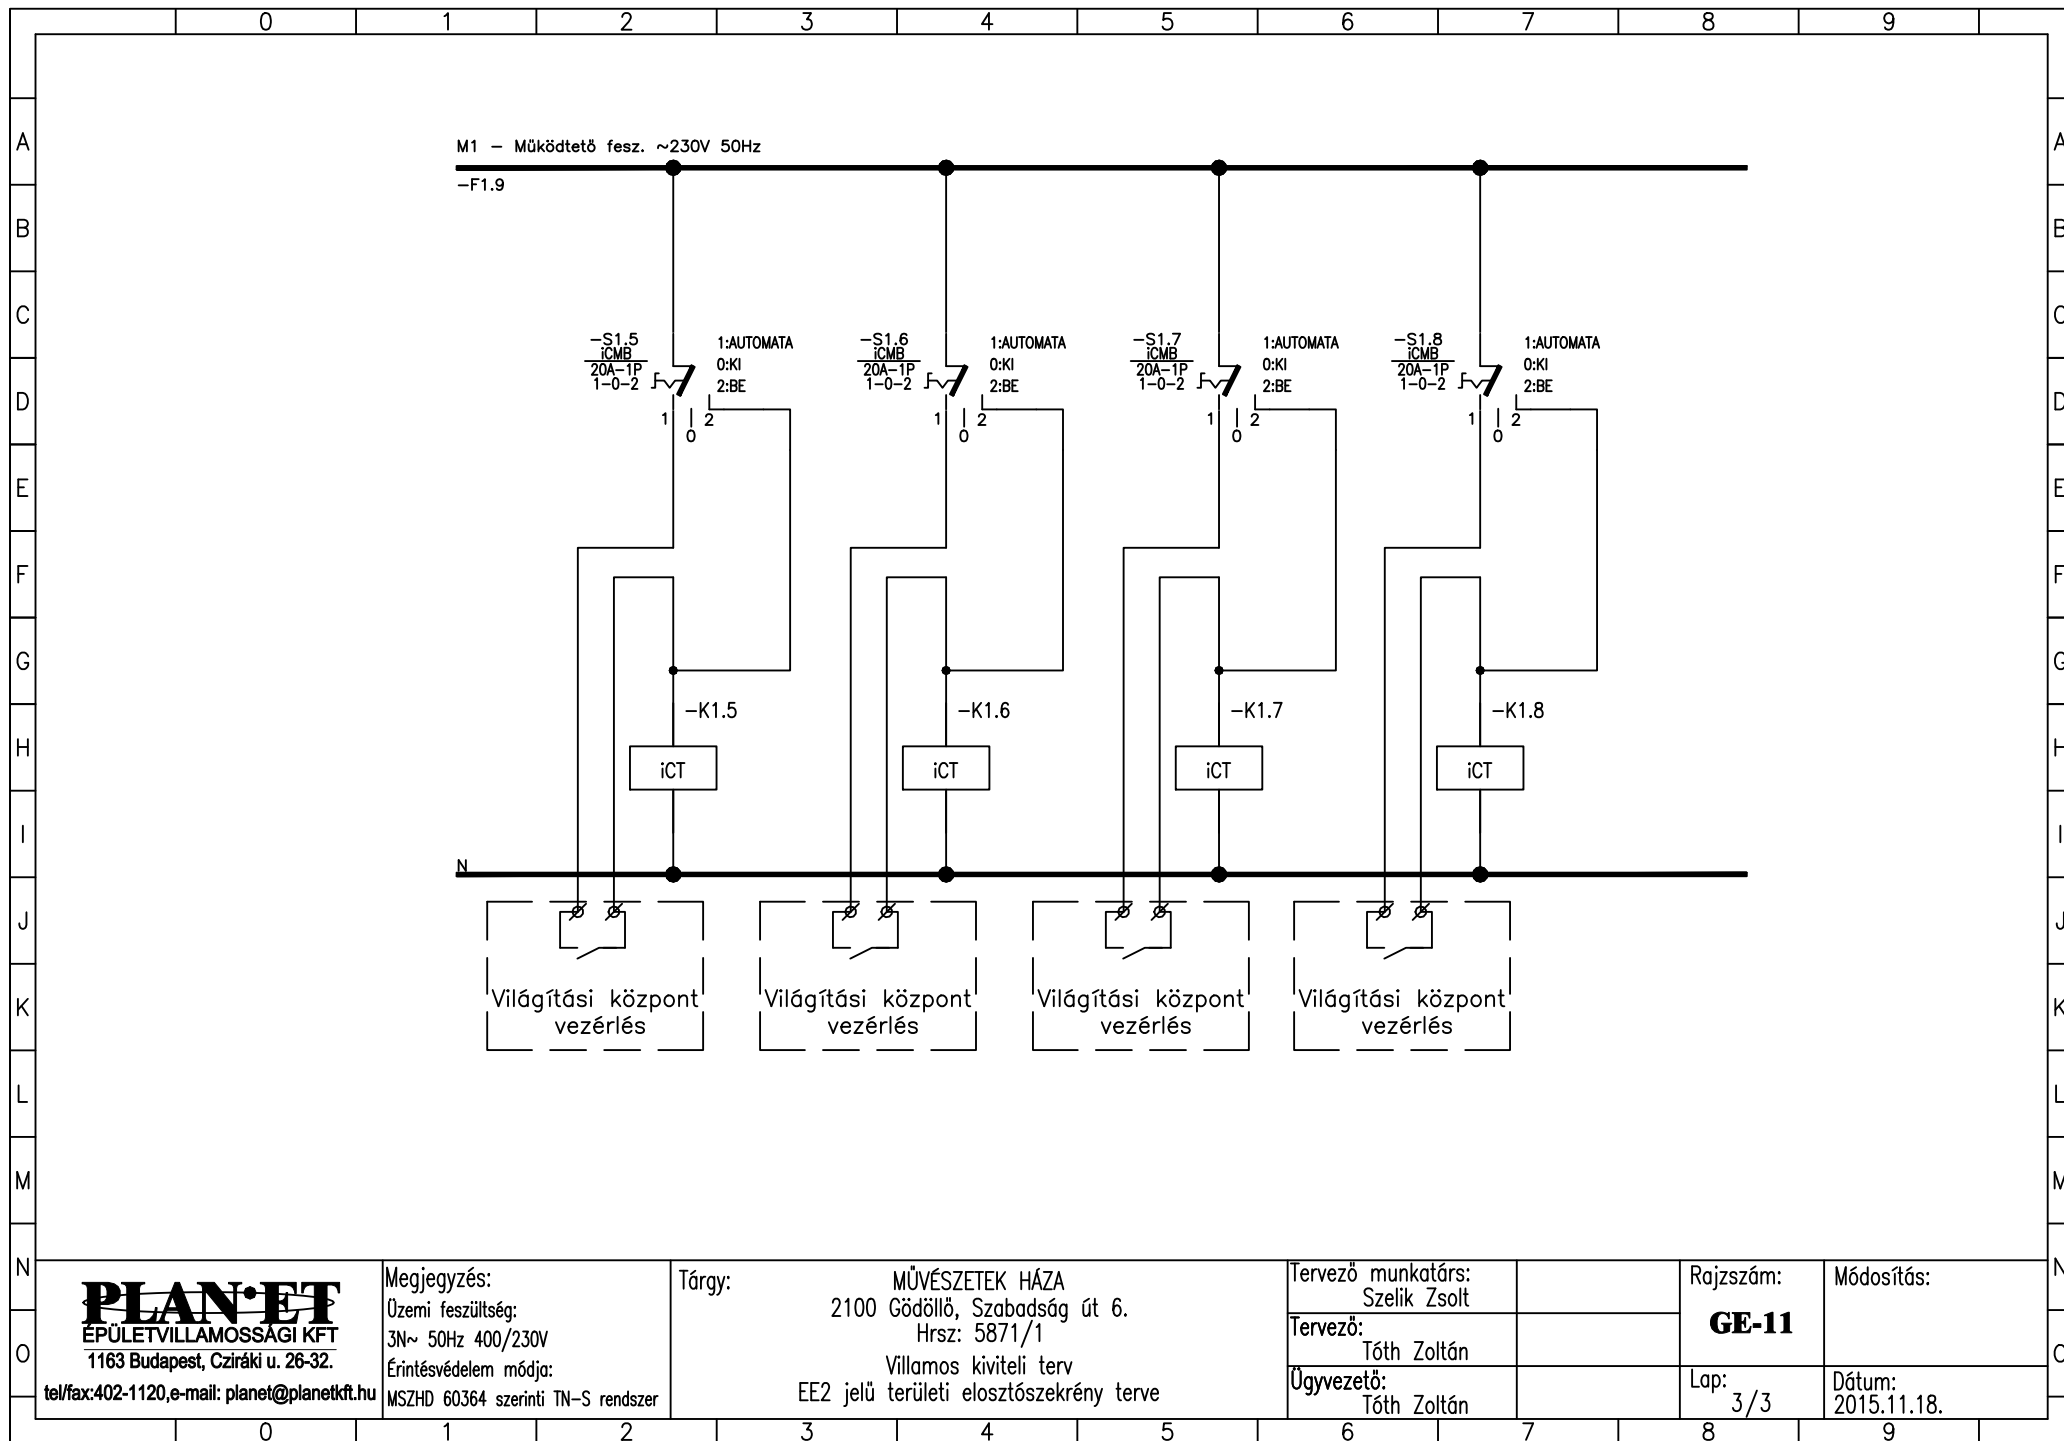 0 1 2 3 4 5 6 7 8 9
A A
M1 – Működtető fesz. ~230V 50Hz
–F1.9
B B
C C
–S1.5 1:AUTOMATA –S1.6 1:AUTOMATA –S1.7 1:AUTOMATA –S1.8 1:AUTOMATA
iCMB iCMB iCMB iCMB
20A–1P 0:KI 20A–1P 0:KI 20A–1P 0:KI 20A–1P 0:KI
1–0–2 2:BE 1–0–2 2:BE 1–0–2 2:BE 1–0–2 2:BE
D D
1 2 1 2 1 2 1 2
0 0 0 0
E E
F F
G G
–K1.5 –K1.6 –K1.7 –K1.8
H H
iCT iCT iCT iCT
I I
N
J J
K K
Világítási központ Világítási központ Világítási központ Világítási központ
vezérlés vezérlés vezérlés vezérlés
L L
M M
N N
O O
PLAN•ET
ÉPÜLETVILLAMOSSÁGI KFT
1163 Budapest, Cziráki u. 26-32.
tel/fax:402-1120,e-mail: planet@planetkft.hu
Megjegyzés:
Üzemi feszültség:
3N~ 50Hz 400/230V
Érintésvédelem módja:
MSZHD 60364 szerinti TN–S rendszer
Tárgy:
MŰVÉSZETEK HÁZA
2100 Gödöllő, Szabadság út 6.
Hrsz: 5871/1
Villamos kiviteli terv
EE2 jelű területi elosztószekrény terve
Tervező munkatárs:
Szelik Zsolt
Tervező:
Tóth Zoltán
Ügyvezető:
Tóth Zoltán
Rajzszám:
GE-11
Lap:
3/3
Módosítás:
Dátum:
2015.11.18.
0 1 2 3 4 5 6 7 8 9